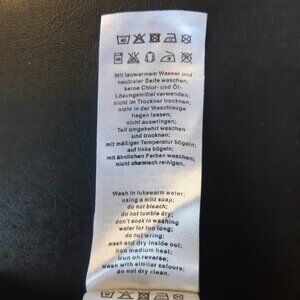 Mit lauwarmem Wasser und
neutraler Seife waschen;
keine Chlor- und Öl-
Lösungsmittel verwenden;
nicht im Trockner trocknen;
nicht in der Waschlauge
liegen lassen;
nicht auswringen;
Teil umgekehrt waschen
und trocknen;
mit mäßiger Temperatur bügeln;
auf links bügeln;
mit ähnlichen Farben waschen;
nicht chemisch reinigen.
Wash in lukewarm water;
using a mild soap;
do not bleach;
do not tumble dry;
don't soak in washing
water for too long;
do not wring;
wash and dry inside out;
iron medium heat;
iron on reverse;
wash with similar colours;
do not dry clean.